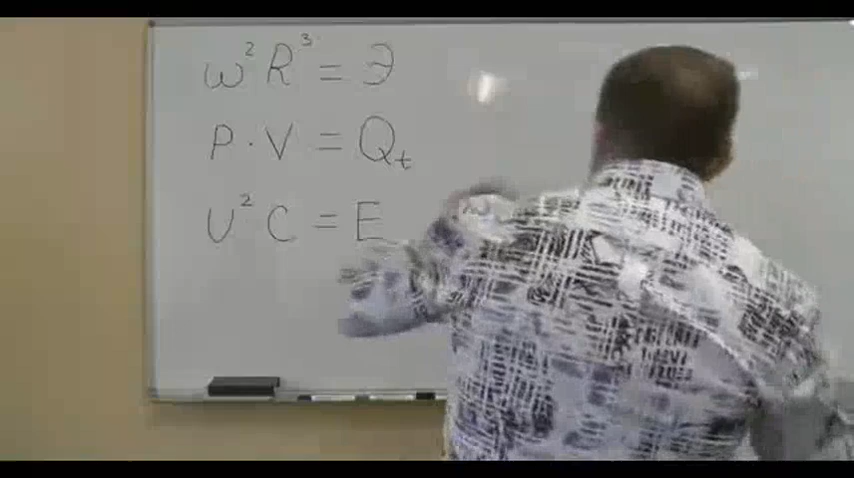 ω²R³ = Э
P · V = Qₜ
U²C = E